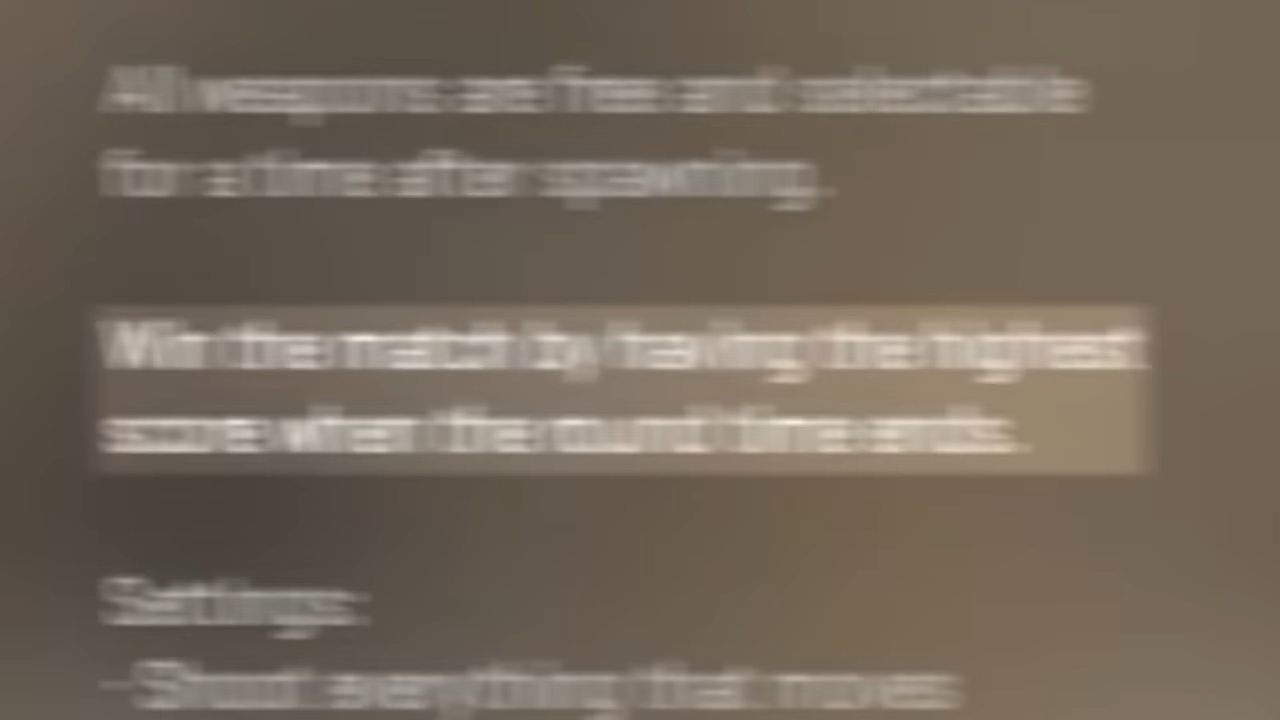 All weapons are free and selectable
for a time after spawning.
Win the match by having the highest
score when the round time ends.
Settings:
- Shoot everything that moves